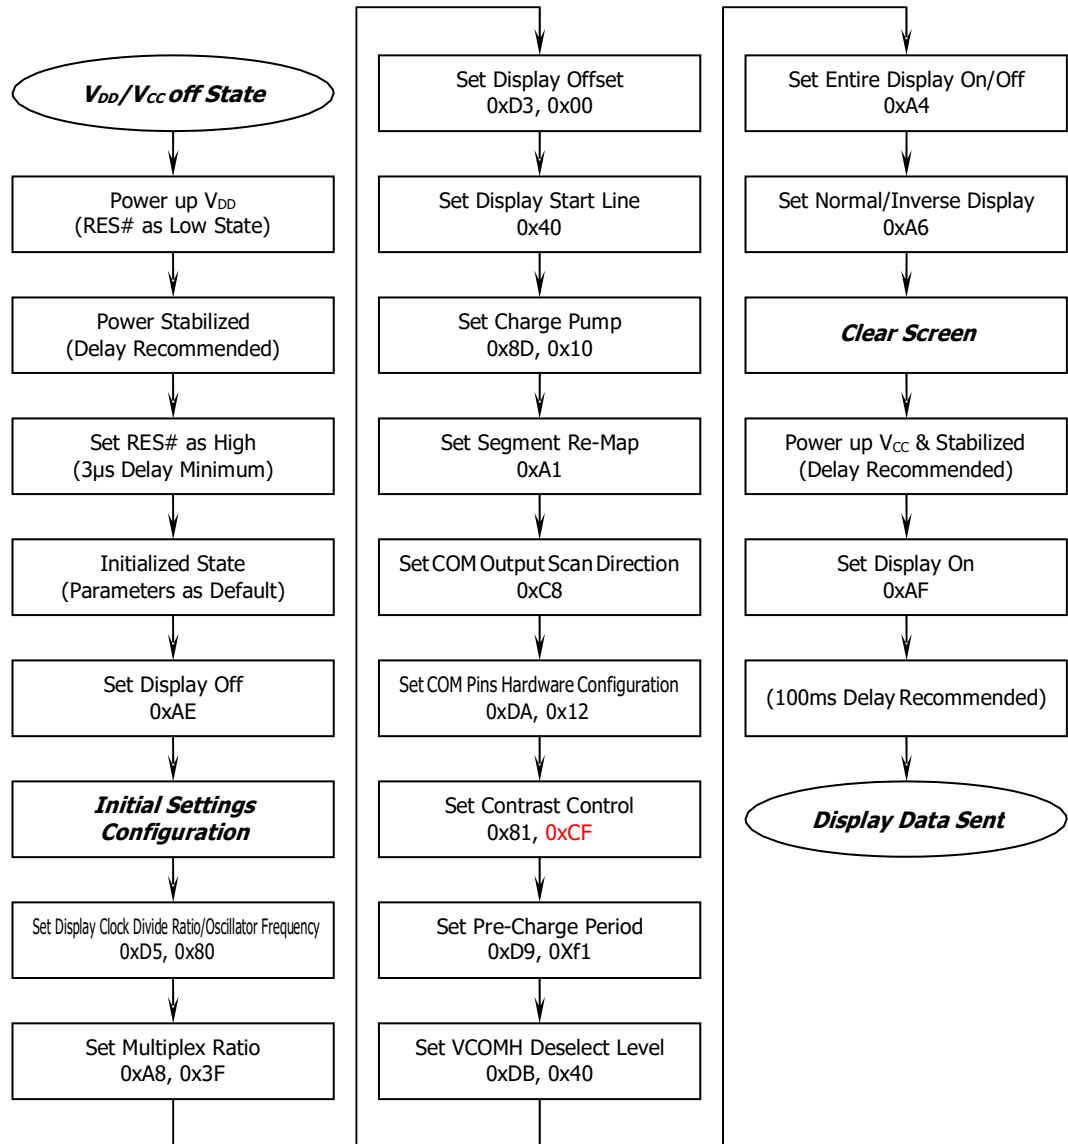 V_DD/V_CC off State
Power up V_DD
(RES# as Low State)
Power Stabilized
(Delay Recommended)
Set RES# as High
(3μs Delay Minimum)
Initialized State
(Parameters as Default)
Set Display Off
0xAE
Initial Settings
Configuration
Set Display Clock Divide Ratio/Oscillator Frequency
0xD5, 0x80
Set Multiplex Ratio
0xA8, 0x3F
Set Display Offset
0xD3, 0x00
Set Display Start Line
0x40
Set Charge Pump
0x8D, 0x10
Set Segment Re-Map
0xA1
Set COM Output Scan Direction
0xC8
Set COM Pins Hardware Configuration
0xDA, 0x12
Set Contrast Control
0x81, 0xCF
Set Pre-Charge Period
0xD9, 0Xf1
Set VCOMH Deselect Level
0xDB, 0x40
Set Entire Display On/Off
0xA4
Set Normal/Inverse Display
0xA6
Clear Screen
Power up V_CC & Stabilized
(Delay Recommended)
Set Display On
0xAF
(100ms Delay Recommended)
Display Data Sent